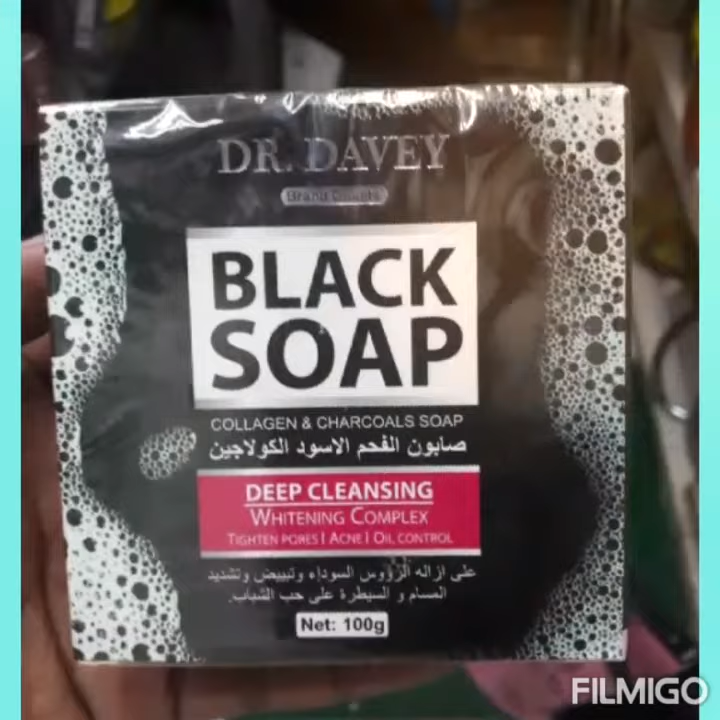 DR. DAVEY
BLACK
SOAP
COLLAGEN & CHARCOALS SOAP
صابون الفحم الاسود الكولاجين
DEEP CLEANSING
WHITENING COMPLEX
TIGHTEN PORES | ACNE | OIL CONTROL
على ازاله الرؤوس السوداء وتبييض وتشديد
المسام و السيطرة على حب الشباب.
Net: 100g
FILMIGO